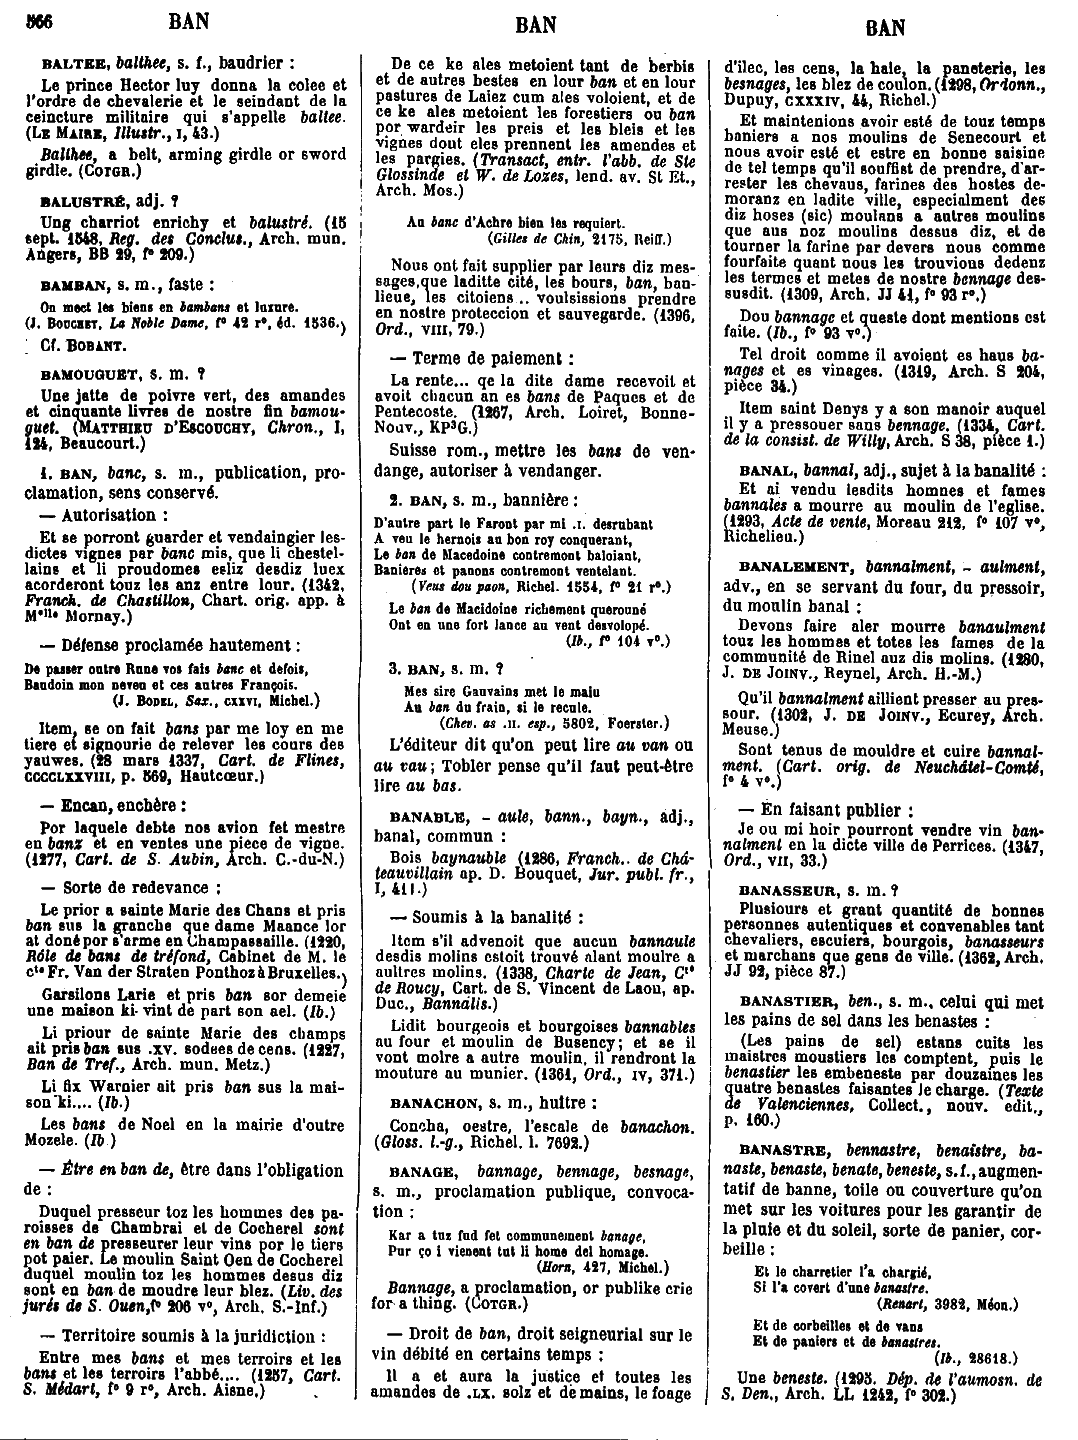 566 BAN BAN BAN
BALTEE, balthee, s. f., baudrier :
Le prince Hector luy donna la colee et
l'ordre de chevalerie et le seindant de la
ceincture militaire qui s'appelle baltee.
(LE MAIRE, Illustr., I, 43.)
Balthee, a belt, arming girdle or sword
girdle. (COTGR.)
BALUSTRÉ, adj. ?
Ung charriot enrichy et balustré. (15
sept. 1548, Reg. des Conclus., Arch. mun.
Angers, BB 29, f° 209.)
BAMBAN, s. m., faste :
On meet les biens en bambans et luxure.
(J. BOUCHET, La Noble Dame, f° 42 r°, éd. 1536.)
Cf. BOBANT.
BAMOUGUET, s. m. ?
Une jatte de poivre vert, des amandes
et cinquante livres de nostre fin bamou-
guet. (MATTHIEU D'ESCOUCHY, Chron., I,
124, Beaucourt.)
1. BAN, banc, s. m., publication, pro-
clamation, sens conservé.
— Autorisation :
Et se porront guarder et vendaingier les-
dictes vignes par banc mis, que li chestel-
lains et li proudomes esliz desdiz luex
acorderont touz les anz entre lour. (1342,
Franch. de Chastillon, Chart. orig. app. à
Mᵉˡˡᵉ Mornay.)
— Défense proclamée hautement :
De passer outre Rune vos fais banc et defois,
Baudoin mon neveu et ces autres François.
(J. BODEL, Sax., CXXVI, Michel.)
Item, se on fait bans par me loy en me
tiere et signourie de relever les cours des
yauwes. (28 mars 1337, Cart. de Flines,
CCCCLXXVIII, p. 569, Hautcœur.)
— Encan, enchère :
Por laquele debte nos avion fet mestre
en banz et en ventes une piece de vigne.
(1277, Cart. de S. Aubin, Arch. C.-du-N.)
— Sorte de redevance :
Le prior a sainte Marie des Chans et pris
ban sus la granche que dame Maance lor
at doné por s'arme en Champassaille. (1220,
Rôle de bans de tréfond, Cabinet de M. le
cᵗᵉ Fr. Van der Straten Ponthoz à Bruxelles.)
Garsilons Larie et pris ban sor demeie
une maison ki vint de part son ael. (Ib.)
Li priour de sainte Marie des champs
ait pris ban sus .XV. sodees de cens. (1227,
Ban de Tref., Arch. mun. Metz.)
Li fix Warnier ait pris ban sus la mai-
son ki.... (Ib.)
Les bans de Noel en la mairie d'outre
Mozele. (Ib.)
— Être en ban de, être dans l'obligation
de :
Duquel presseur toz les hommes des pa-
roisses de Chambrai et de Cocherel sont
en ban de presseurer leur vins por le tiers
pot paier. Le moulin Saint Oen de Cocherel
duquel moulin toz les hommes desus diz
sont en ban de moudre leur blez. (Liv. des
jurés de S. Ouen, f° 206 v°, Arch. S.-Inf.)
— Territoire soumis à la juridiction :
Entre mes bans et mes terroirs et les
bans et les terroirs l'abbé.... (1257, Cart.
S. Médart, f° 9 r°, Arch. Aisne.)
De ce ke ales metoient tant de berbis
et de autres bestes en lour ban et en lour
pastures de Laiez cum ales voloient, et de
ce ke ales metoient les forestiers ou ban
por wardeir les preis et les bleis et les
vignes dout eles prennent les amendes et
les pargies. (Transact. entr. l'abb. de Ste
Glossinde et W. de Lozes, lend. av. St Et.,
Arch. Mos.)
Au banc d'Achre bien les requiert.
(Gilles de Chin, 2175, Reiff.)
Nous ont fait supplier par leurs diz mes-
sages, que laditte cité, les bours, ban, ban-
lieue, les citoiens .. voulsissions prendre
en nostre proteccion et sauvegarde. (1396,
Ord., VIII, 79.)
— Terme de paiement :
La rente... qe la dite dame recevoit et
avoit chacun an es bans de Paques et de
Pentecoste. (1267, Arch. Loiret, Bonne-
Nouv., KP³G.)
Suisse rom., mettre les bans de ven-
dange, autoriser à vendanger.
2. BAN, s. m., bannière :
D'autre part le Faront par mi .I. desrubant
A veu le hernois au bon roy conquerant,
Le ban de Macedoine contremont baloiant,
Banieres et panons contremont ventelant.
(Veus dou paon, Richel. 1554, f° 21 r°.)
Le ban de Macidoine richement querouné
Ont en une fort lance au vent desvolopé.
(Ib., f° 104 v°.)
3. BAN, s. m. ?
Mes sire Gauvains met le main
Au ban du frain, si le recule.
(Chev. as .II. esp., 5802, Foerster.)
L'éditeur dit qu'on peut lire au van ou
au vau ; Tobler pense qu'il faut peut-être
lire au bas.
BANABLE, - aule, bann., bayn., adj.,
banal, commun :
Bois baynauble (1286, Franch.. de Châ-
teauvillain ap. D. Bouquet, Jur. publ. fr.,
I, 411.)
— Soumis à la banalité :
Item s'il advenoit que aucun bannaule
desdis molins estoit trouvé alant moulre a
aultres molins. (1338, Charte de Jean, Cᵗᵉ
de Roucy, Cart. de S. Vincent de Laon, ap.
Duc., Bannalis.)
Lidit bourgeois et bourgoises bannables
au four et moulin de Busency; et se il
vont molre a autre moulin, il rendront la
mouture au munier. (1361, Ord., IV, 371.)
BANACHON, s. m., huître :
Concha, oestre, l'escale de banachon.
(Gloss. l.-g., Richel. l. 7692.)
BANAGE, bannage, bennage, besnage,
s. m., proclamation publique, convoca-
tion :
Kar a tuz fud fet communement banage,
Pur ço i vienent tut li home del homage.
(Horn, 427, Michel.)
Bannage, a proclamation, or publike crie
for a thing. (COTGR.)
— Droit de ban, droit seigneurial sur le
vin débité en certains temps :
Il a et aura la justice et toutes les
amandes de .LX. solz et demains, le foage
d'ilec, les cens, la hale, la paneterie, les
besnages, les blez de coulon. (1298, Ordonn.,
Dupuy, CXXXIV, 44, Richel.)
Et maintenions avoir esté de touz temps
baniers a nos moulins de Senecourt et
nous avoir esté et estre en bonne saisine
de tel temps qu'il souffist de prendre, d'ar-
rester les chevaus, farines des hostes de-
moranz en ladite ville, especialment des
diz hoses (sic) moulans a autres moulins
que aus noz moulins dessus diz, et de
tourner la farine par devers nous comme
fourfaite quant nous les trouvions dedenz
les termes et metes de nostre bennage des-
susdit. (1309, Arch. JJ 41, f° 93 r°.)
Dou bannage et queste dont mentions est
faite. (Ib., f° 93 v°.)
Tel droit comme il avoient es haus ba-
nages et es vinages. (1319, Arch. S 204,
pièce 34.)
Item saint Denys y a son manoir auquel
il y a pressouer sans bennage. (1334, Cart.
de la consist. de Willy, Arch. S 38, pièce 1.)
BANAL, bannal, adj., sujet à la banalité :
Et ai vendu lesdits homnes et fames
bannales a mourre au moulin de l'eglise.
(1293, Acte de vente, Moreau 212, f° 107 v°,
Richelieu.)
BANALEMENT, bannalment, - aulment,
adv., en se servant du four, du pressoir,
du moulin banal :
Devons faire aler mourre banaulment
touz les hommes et totes les fames de la
communité de Rinel auz dis molins. (1280,
J. DE JOINV., Reynel, Arch. H.-M.)
Qu'il bannalment aillient presser au pres-
sour. (1302, J. DE JOINV., Ecurey, Arch.
Meuse.)
Sont tenus de mouldre et cuire bannal-
ment. (Cart. orig. de Neuchâtel-Comté,
f° 4 v°.)
— En faisant publier :
Je ou mi hoir pourront vendre vin ban-
nalment en la dicte ville de Perrices. (1347,
Ord., VII, 33.)
BANASSEUR, s. m. ?
Plusiours et grant quantité de bonnes
personnes autentiques et convenables tant
chevaliers, escuiers, bourgois, banasseurs
et marchans que gens de ville. (1362, Arch.
JJ 92, pièce 87.)
BANASTIER, ben., s. m., celui qui met
les pains de sel dans les benastes :
(Les pains de sel) estans cuits les
maistres moustiers les comptent, puis le
benastier les embeneste par douzaines les
quatre benastes faisantes le charge. (Texte
de Valenciennes, Collect., nouv. edit.,
p. 160.)
BANASTRE, bennastre, benaistre, ba-
naste, benaste, benate, beneste, s. f., augmen-
tatif de banne, toile ou couverture qu'on
met sur les voitures pour les garantir de
la pluie et du soleil, sorte de panier, cor-
beille :
Et le charretier l'a chargié,
Si l'a covert d'une banastre.
(Renart, 3982, Méon.)
Et de corbeilles et de vans
Et de paniers et de banastres.
(Ib., 28618.)
Une beneste. (1295. Dép. de l'aumosn. de
S. Den., Arch. LL 1242, f° 302.)